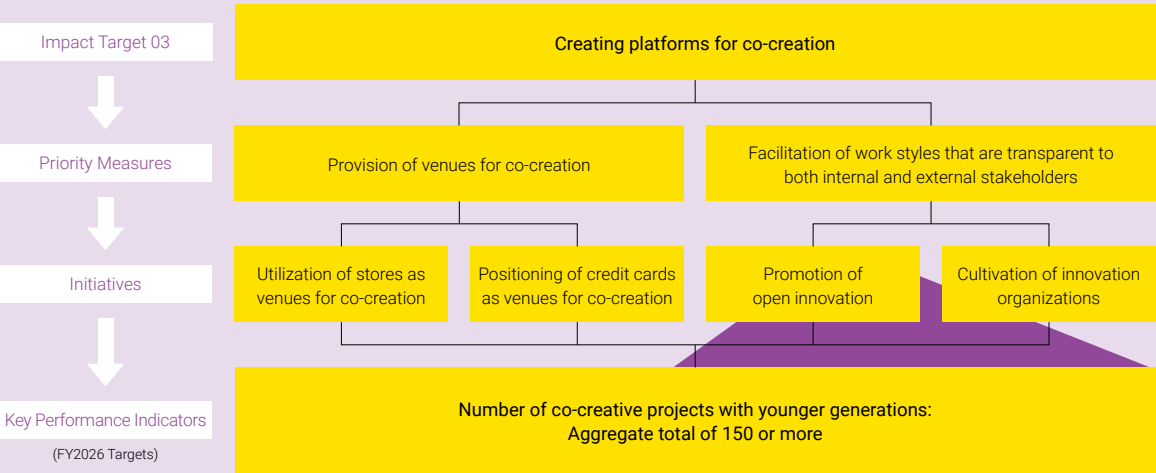 Impact Target 03
Creating platforms for co-creation
Priority Measures
Provision of venues for co-creation
Facilitation of work styles that are transparent to
both internal and external stakeholders
Initiatives
Utilization of stores as
venues for co-creation
Positioning of credit cards
as venues for co-creation
Promotion of
open innovation
Cultivation of innovation
organizations
Key Performance Indicators
(FY2026 Targets)
Number of co-creative projects with younger generations:
Aggregate total of 150 or more